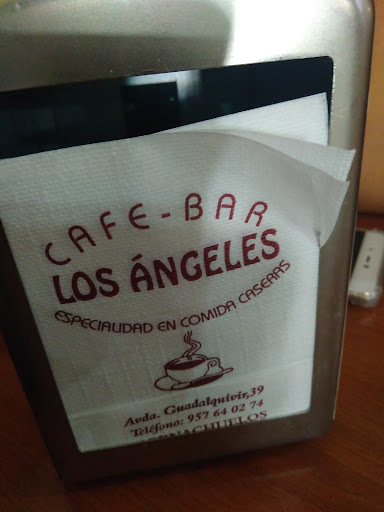 CAFE-BAR
LOS ÁNGELES
ESPECIALIDAD EN COMIDA CASERAS
Avda. Guadalquivir,39
Teléfono: 957 64 02 74